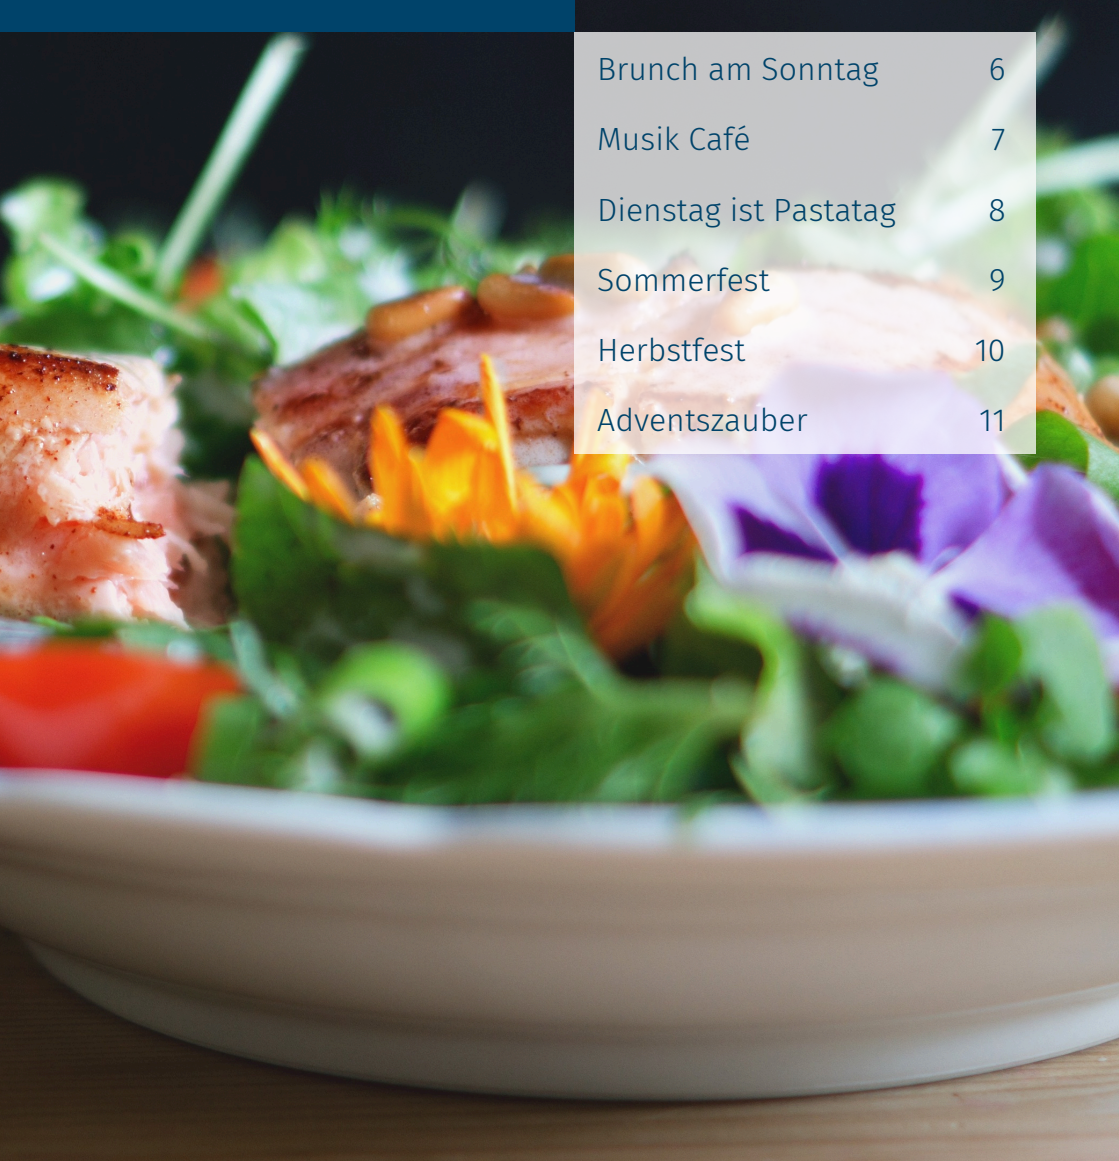 Brunch am Sonntag 6
Musik Café 7
Dienstag ist Pastatag 8
Sommerfest 9
Herbstfest 10
Adventszauber 11